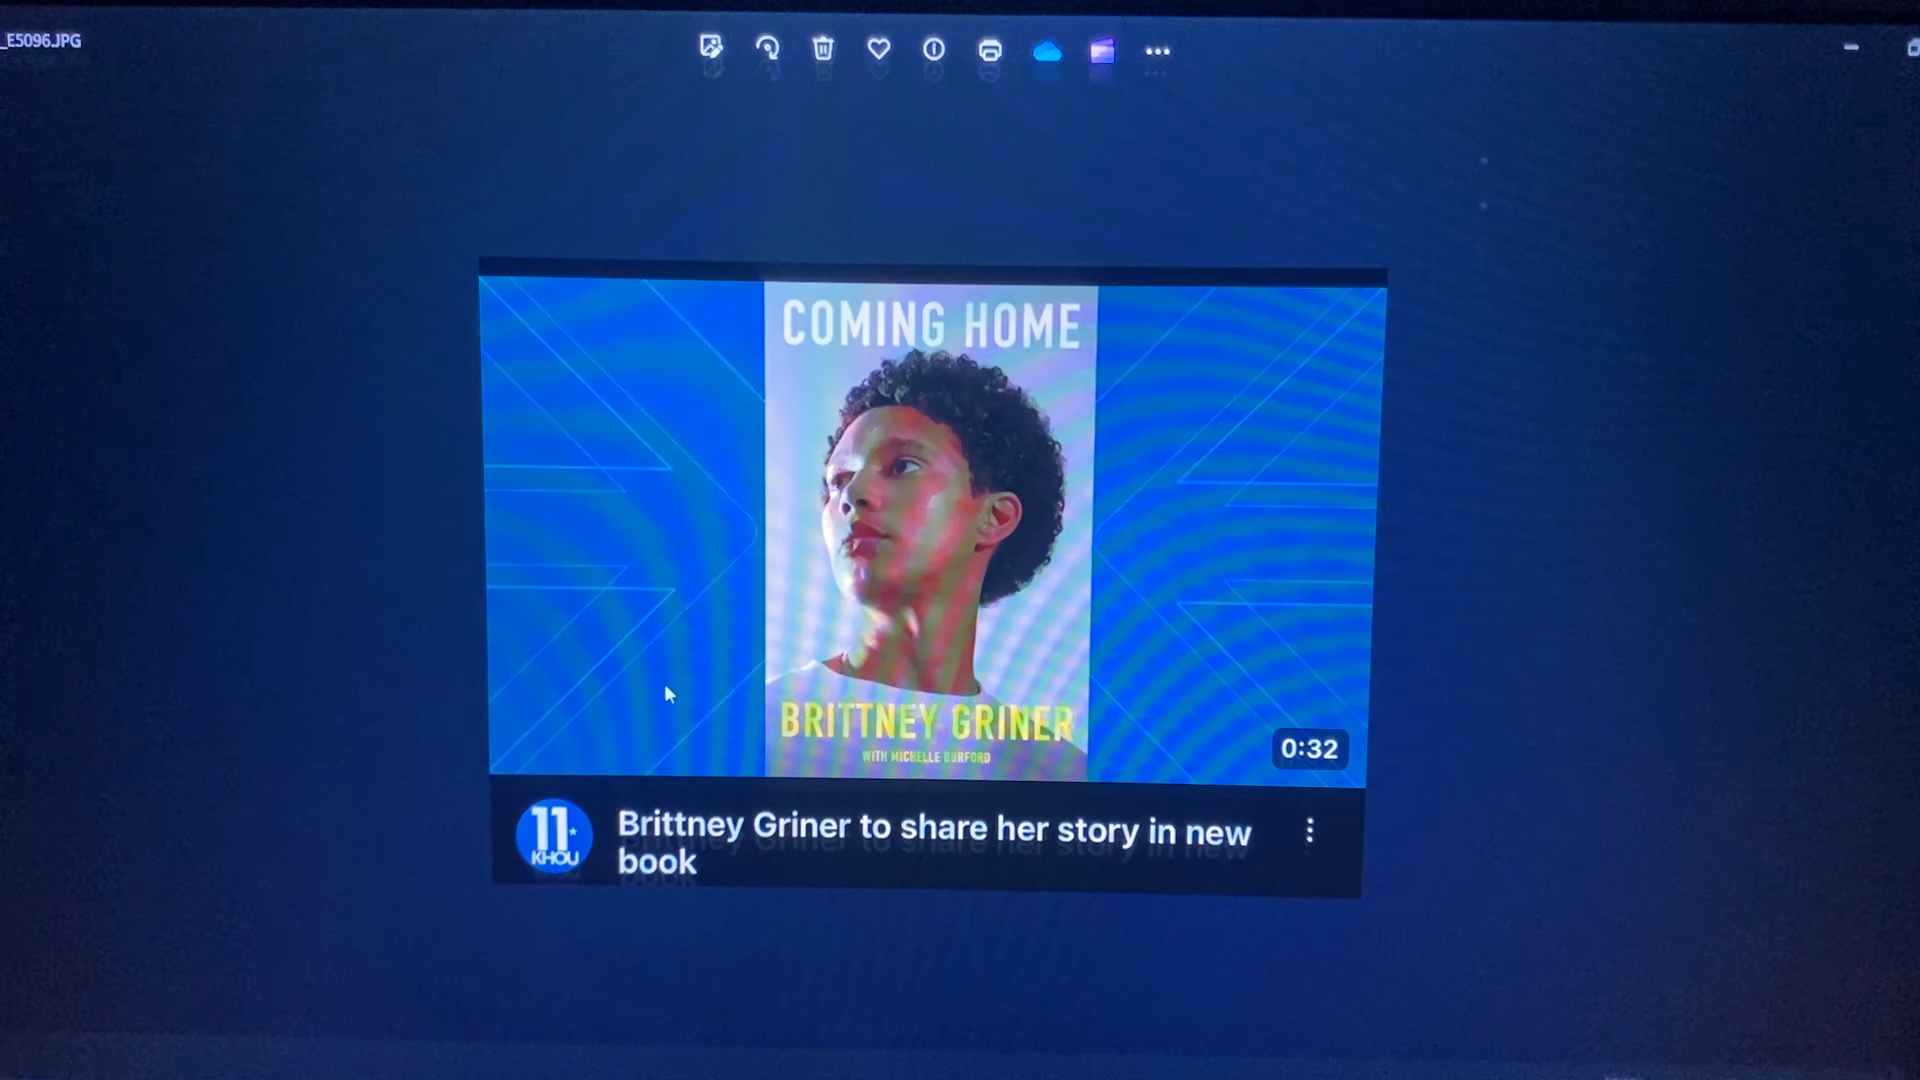 _E5096.JPG
COMING HOME
BRITTNEY GRINER
WITH MICHELLE BURFORD
0:32
11
KHOU
Brittney Griner to share her story in new
book